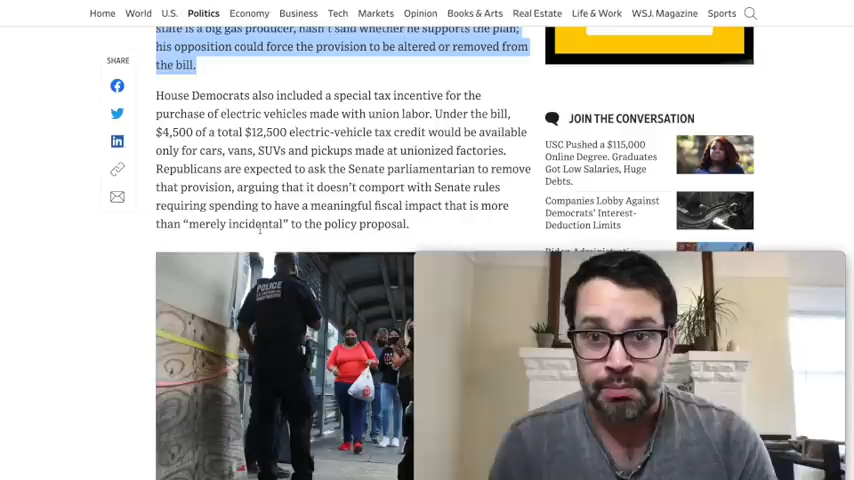 Home World U.S. Politics Economy Business Tech Markets Opinion Books & Arts Real Estate Life & Work WSJ. Magazine Sports
state is a big gas producer, hasn't said whether he supports the plan;
his opposition could force the provision to be altered or removed from
the bill.
SHARE
House Democrats also included a special tax incentive for the
purchase of electric vehicles made with union labor. Under the bill,
$4,500 of a total $12,500 electric-vehicle tax credit would be available
only for cars, vans, SUVs and pickups made at unionized factories.
Republicans are expected to ask the Senate parliamentarian to remove
that provision, arguing that it doesn't comport with Senate rules
requiring spending to have a meaningful fiscal impact that is more
than “merely incidental” to the policy proposal.
JOIN THE CONVERSATION
USC Pushed a $115,000
Online Degree. Graduates
Got Low Salaries, Huge
Debts.
Companies Lobby Against
Democrats' Interest-
Deduction Limits
Biden Administration
POLICE